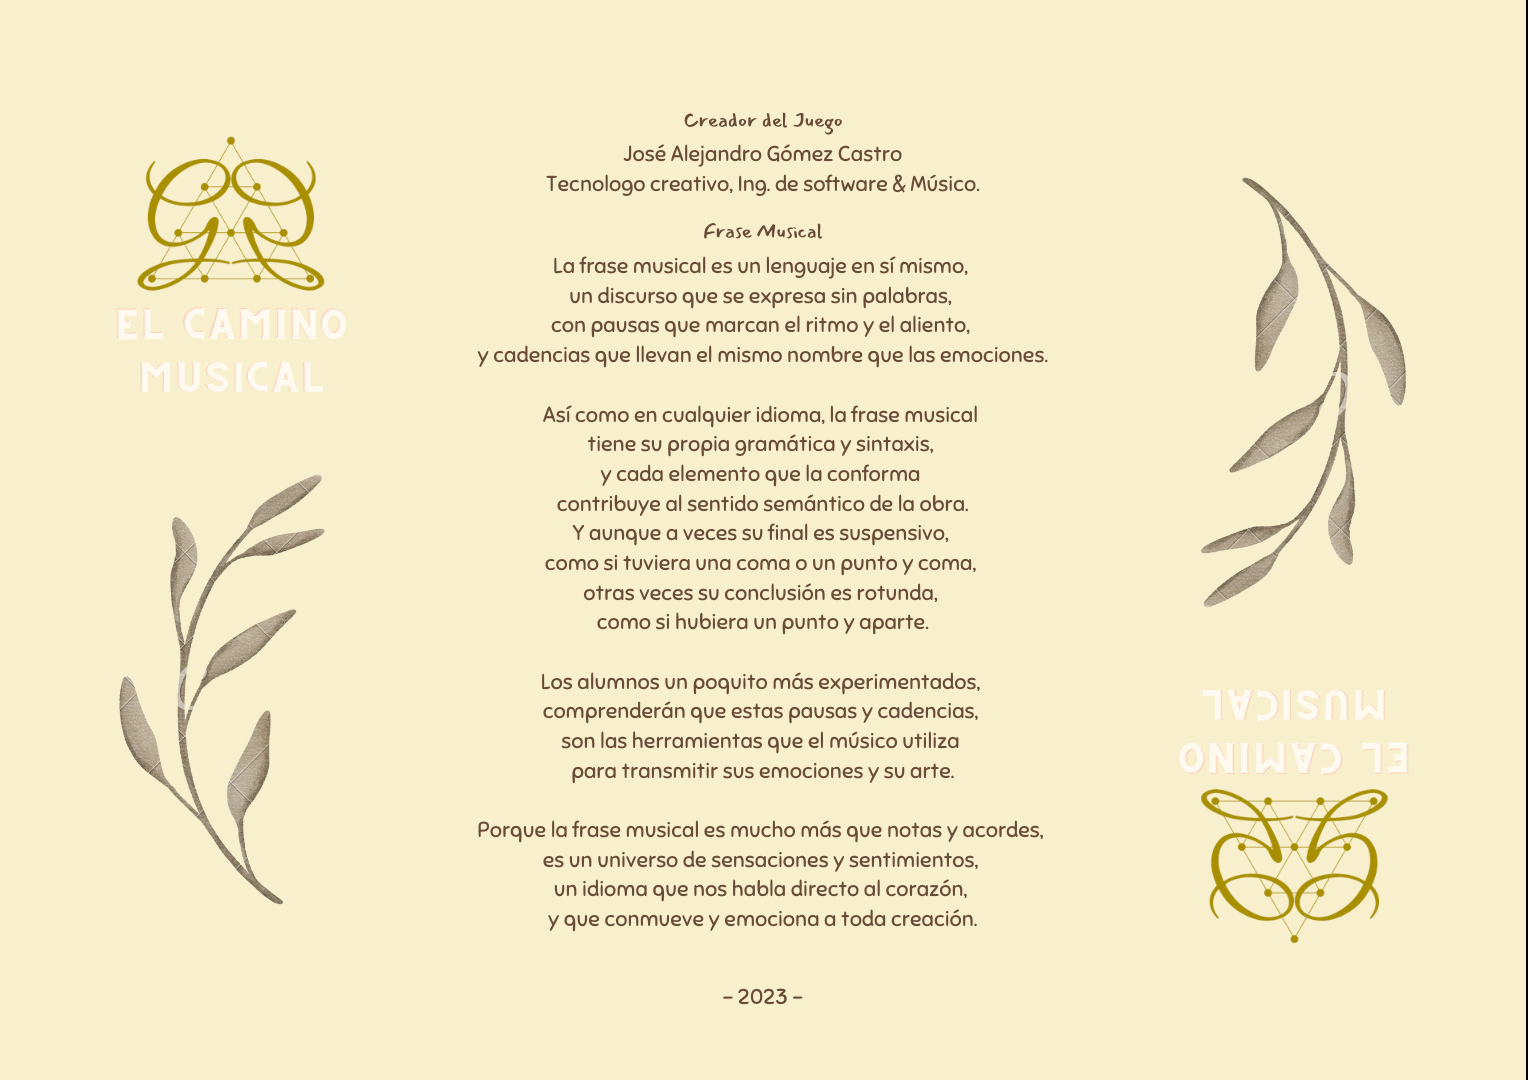 EL CAMINO
MUSICAL
Creador del Juego
José Alejandro Gómez Castro
Tecnologo creativo, Ing. de software & Músico.
Frase Musical
La frase musical es un lenguaje en sí mismo,
un discurso que se expresa sin palabras,
con pausas que marcan el ritmo y el aliento,
y cadencias que llevan el mismo nombre que las emociones.
Así como en cualquier idioma, la frase musical
tiene su propia gramática y sintaxis,
y cada elemento que la conforma
contribuye al sentido semántico de la obra.
Y aunque a veces su final es suspensivo,
como si tuviera una coma o un punto y coma,
otras veces su conclusión es rotunda,
como si hubiera un punto y aparte.
Los alumnos un poquito más experimentados,
comprenderán que estas pausas y cadencias,
son las herramientas que el músico utiliza
para transmitir sus emociones y su arte.
Porque la frase musical es mucho más que notas y acordes,
es un universo de sensaciones y sentimientos,
un idioma que nos habla directo al corazón,
y que conmueve y emociona a toda creación.
– 2023 –
EL CAMINO
MUSICAL